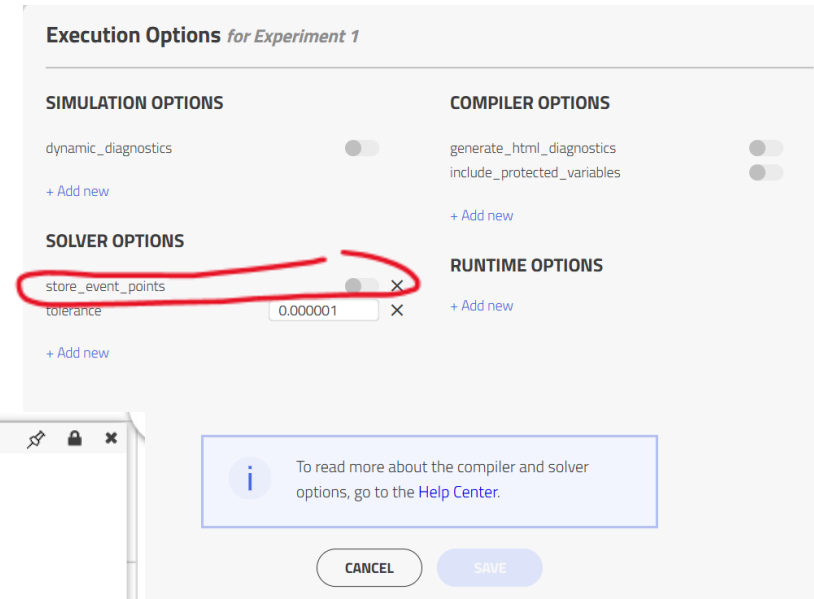 Execution Options for Experiment 1
SIMULATION OPTIONS
dynamic_diagnostics
+ Add new
SOLVER OPTIONS
store_event_points
tolerance 0.000001
+ Add new
COMPILER OPTIONS
generate_html_diagnostics
include_protected_variables
+ Add new
RUNTIME OPTIONS
+ Add new
i
To read more about the compiler and solver
options, go to the Help Center.
CANCEL SAVE